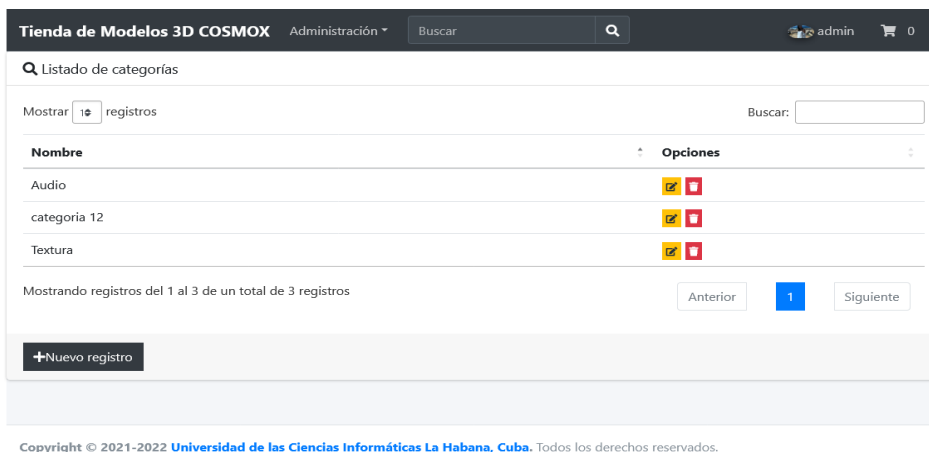 Tienda de Modelos 3D COSMOX Administración Buscar admin 0
Listado de categorías
Mostrar 10 registros Buscar:
Nombre Opciones
Audio
categoria 12
Textura
Mostrando registros del 1 al 3 de un total de 3 registros Anterior 1 Siguiente
Nuevo registro
Copyright © 2021-2022 Universidad de las Ciencias Informáticas La Habana, Cuba. Todos los derechos reservados.